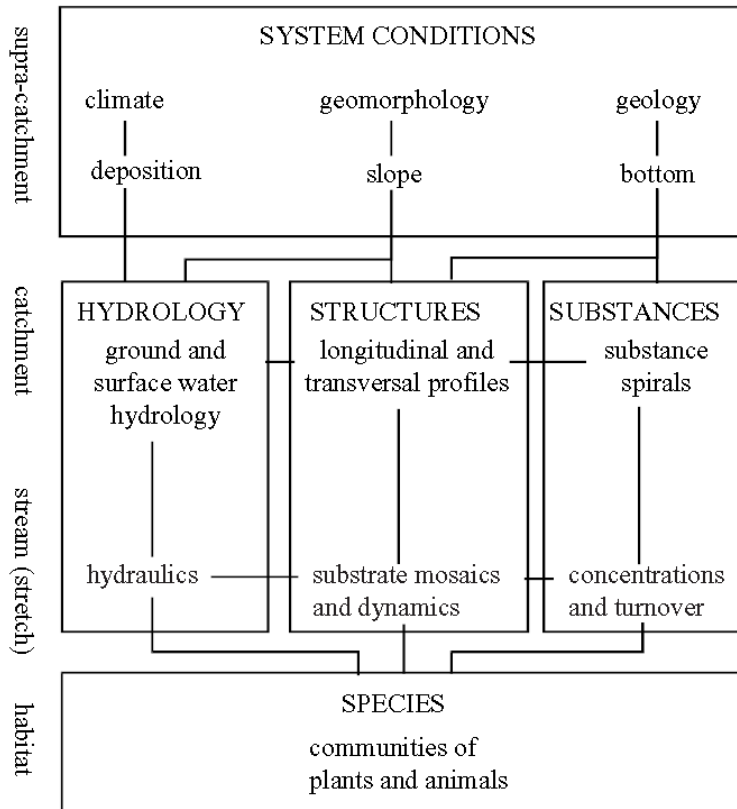 supra-catchment
SYSTEM CONDITIONS
climate
geomorphology
geology
deposition
slope
bottom
catchment
HYDROLOGY
ground and
surface water
hydrology
STRUCTURES
longitudinal and
transversal profiles
SUBSTANCES
substance
spirals
stream (stretch)
hydraulics
substrate mosaics
and dynamics
concentrations
and turnover
habitat
SPECIES
communities of
plants and animals